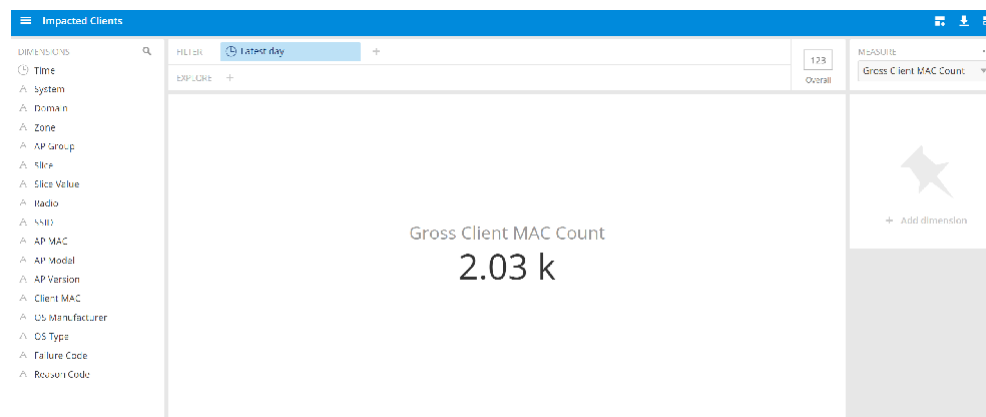 Impacted Clients
DIMENSIONS
Time
System
Domain
Zone
AP Group
Slice
Slice Value
Radio
SSID
AP MAC
AP Model
AP Version
Client MAC
OS Manufacturer
OS Type
Failure Code
Reason Code
FILTER
Latest day
+
EXPLORE +
123
Overall
MEASURE
Gross Client MAC Count
Gross Client MAC Count
2.03 k
+ Add dimension